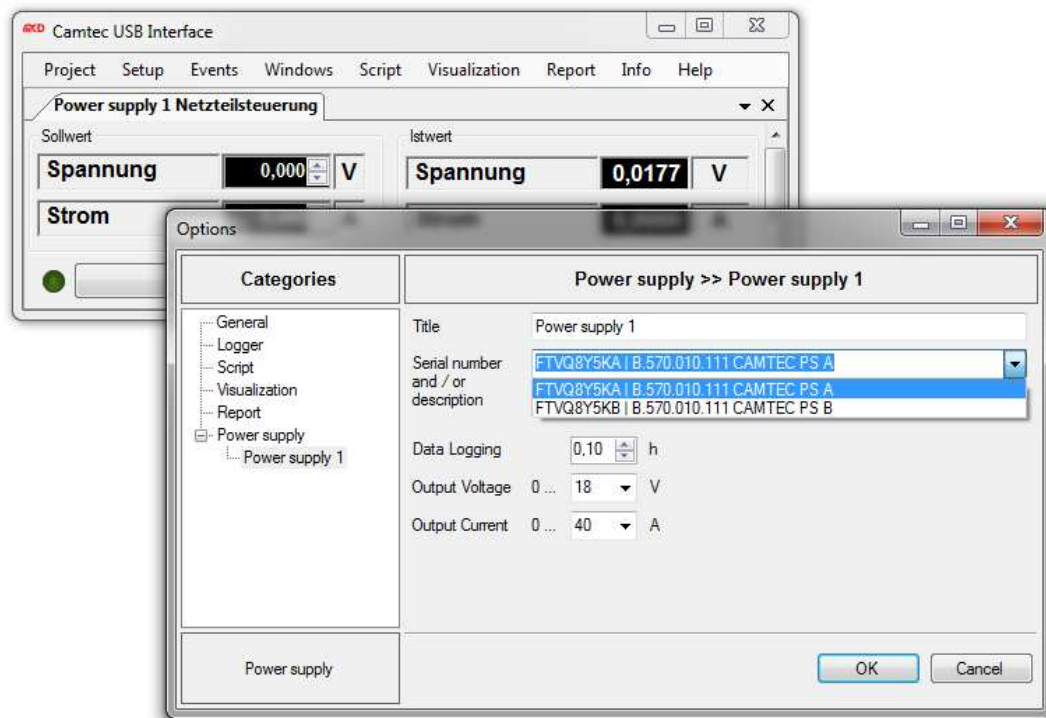 Camtec USB Interface
Project Setup Events Windows Script Visualization Report Info Help
Power supply 1 Netzteilsteuerung
Sollwert
Spannung 0,000 V
Strom
Istwert
Spannung 0,0177 V
Strom A
Options
Categories
General
Logger
Script
Visualization
Report
Power supply
Power supply 1
Power supply
Power supply >> Power supply 1
Title Power supply 1
Serial number
and / or
description
FTVQ8Y5KA | B.570.010.111 CAMTEC PS A
FTVQ8Y5KA | B.570.010.111 CAMTEC PS A
FTVQ8Y5KB | B.570.010.111 CAMTEC PS B
Data Logging 0,10 h
Output Voltage 0 ... 18 V
Output Current 0 ... 40 A
OK Cancel